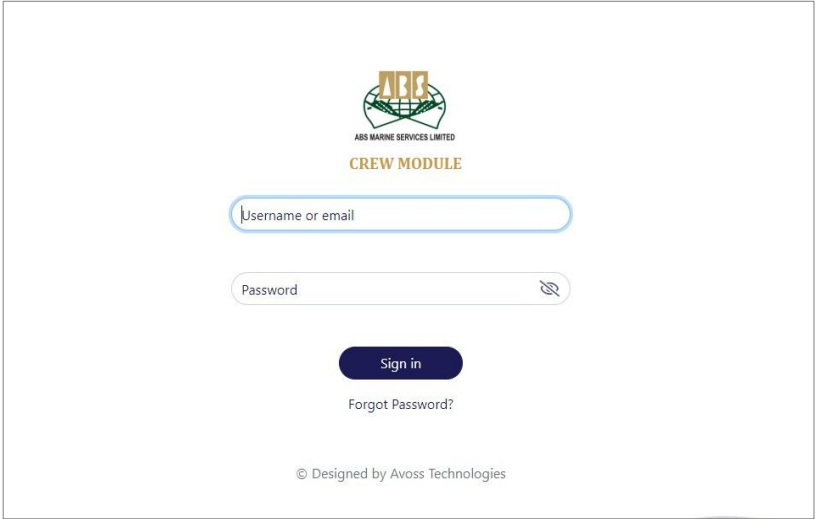 ABS
ABS MARINE SERVICES LIMITED
CREW MODULE
Username or email
Password
Sign in
Forgot Password?
© Designed by Avoss Technologies